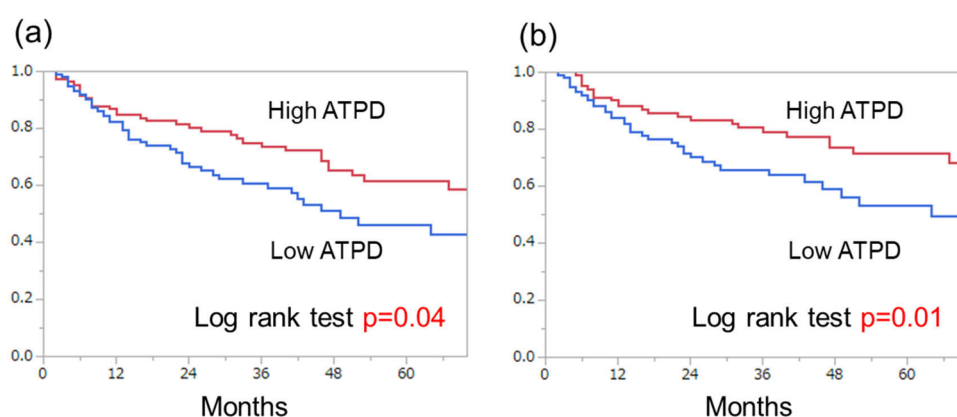 (a)
1.0
0.8
0.6
0.4
0.2
0.0
High ATPD
Low ATPD
Log rank test p=0.04
0 12 24 36 48 60
Months
(b)
1.0
0.8
0.6
0.4
0.2
0.0
High ATPD
Low ATPD
Log rank test p=0.01
0 12 24 36 48 60
Months